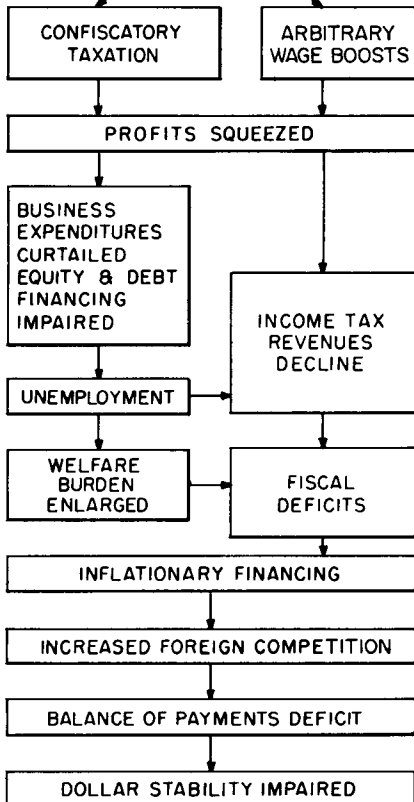 CONFISCATORY
TAXATION
ARBITRARY
WAGE BOOSTS
PROFITS SQUEEZED
BUSINESS
EXPENDITURES
CURTAILED
EQUITY & DEBT
FINANCING
IMPAIRED
INCOME TAX
REVENUES
DECLINE
UNEMPLOYMENT
WELFARE
BURDEN
ENLARGED
FISCAL
DEFICITS
INFLATIONARY FINANCING
INCREASED FOREIGN COMPETITION
BALANCE OF PAYMENTS DEFICIT
DOLLAR STABILITY IMPAIRED